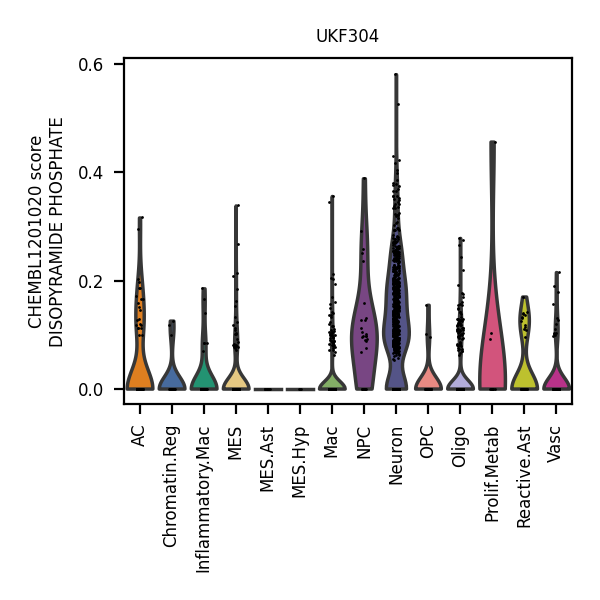 UKF304
CHEMBL1201020 score
DISOPYRAMIDE PHOSPHATE
0.6
0.4
0.2
0.0
AC
Chromatin.Reg
Inflammatory.Mac
MES
MES.Ast
MES.Hyp
Mac
NPC
Neuron
OPC
Oligo
Prolif.Metab
Reactive.Ast
Vasc